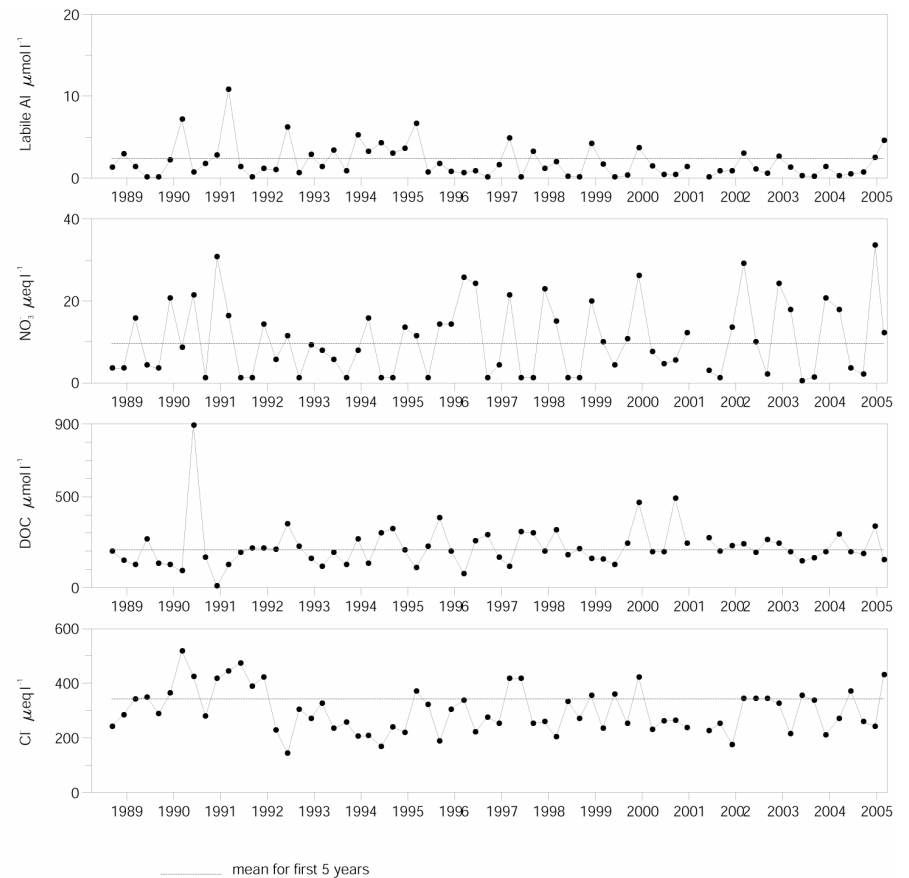 20
10
0
Labile Al μmol l⁻¹
1989 1990 1991 1992 1993 1994 1995 1996 1997 1998 1999 2000 2001 2002 2003 2004 2005
40
20
0
NO₃⁻ μeq l⁻¹
1989 1990 1991 1992 1993 1994 1995 1996 1997 1998 1999 2000 2001 2002 2003 2004 2005
900
500
0
DOC μmol l⁻¹
1989 1990 1991 1992 1993 1994 1995 1996 1997 1998 1999 2000 2001 2002 2003 2004 2005
600
400
200
0
Cl⁻ μeq l⁻¹
1989 1990 1991 1992 1993 1994 1995 1996 1997 1998 1999 2000 2001 2002 2003 2004 2005
mean for first 5 years